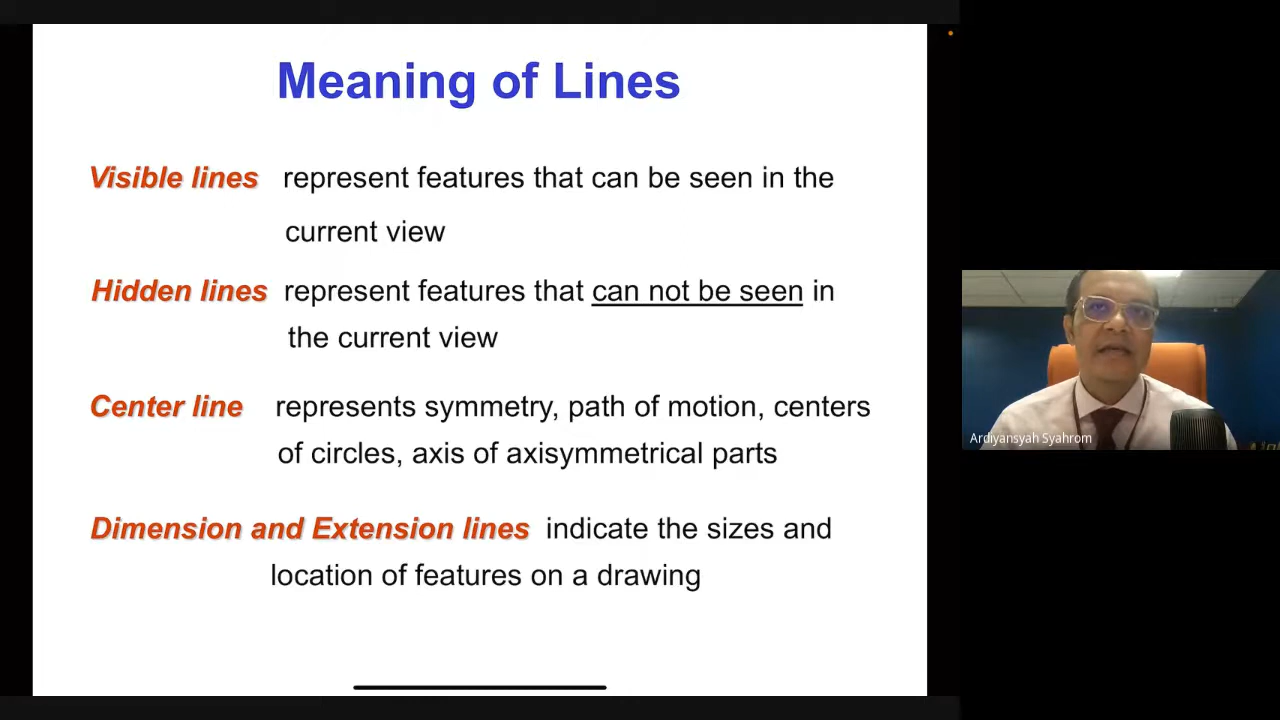 Meaning of Lines
Visible lines represent features that can be seen in the
current view
Hidden lines represent features that can not be seen in
the current view
Center line represents symmetry, path of motion, centers
of circles, axis of axisymmetrical parts
Dimension and Extension lines indicate the sizes and
location of features on a drawing
Ardiyansyah Syahrom